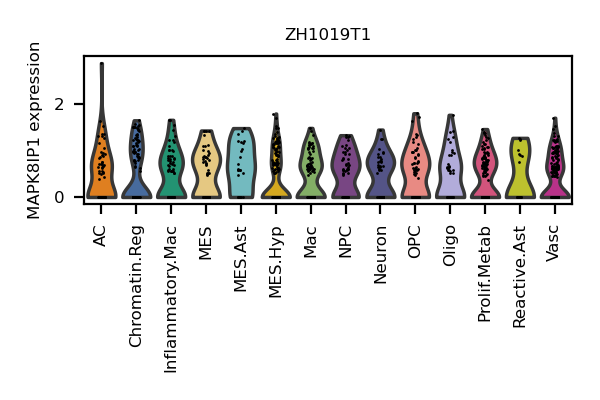 ZH1019T1
MAPK8IP1 expression
2
0
AC
Chromatin.Reg
Inflammatory.Mac
MES
MES.Ast
MES.Hyp
Mac
NPC
Neuron
OPC
Oligo
Prolif.Metab
Reactive.Ast
Vasc